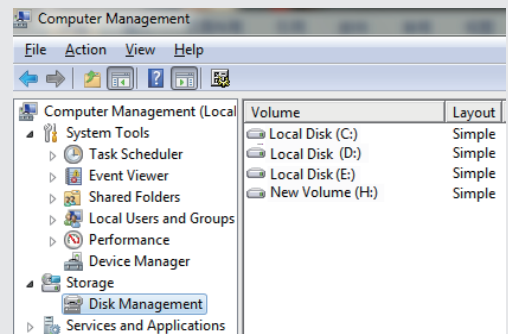 Computer Management
File Action View Help
Computer Management (Local
System Tools
Task Scheduler
Event Viewer
Shared Folders
Local Users and Groups
Performance
Device Manager
Storage
Disk Management
Services and Applications
Volume Layout
Local Disk (C:) Simple
Local Disk (D:) Simple
Local Disk (E:) Simple
New Volume (H:) Simple